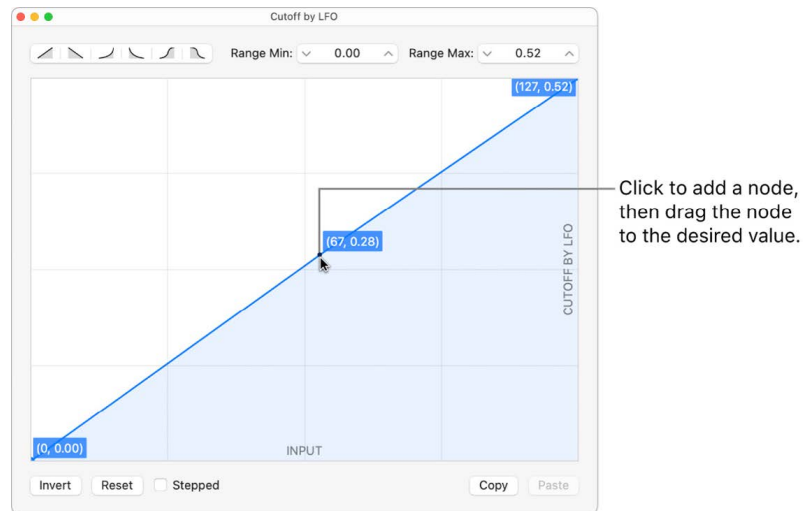 Cutoff by LFO
Range Min: 0.00 Range Max: 0.52
(127, 0.52)
Click to add a node,
then drag the node
to the desired value.
(67, 0.28)
CUTOFF BY LFO
(0, 0.00)
INPUT
Invert Reset Stepped Copy Paste